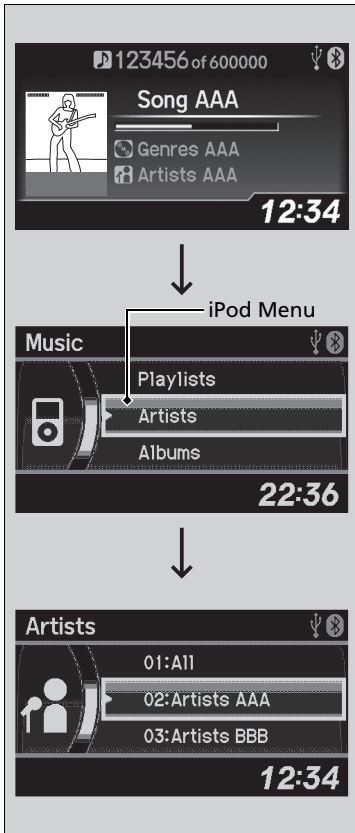 123456 of 600000
Song AAA
Genres AAA
Artists AAA
12:34
iPod Menu
Music
Playlists
Artists
Albums
22:36
Artists
01:All
02:Artists AAA
03:Artists BBB
12:34